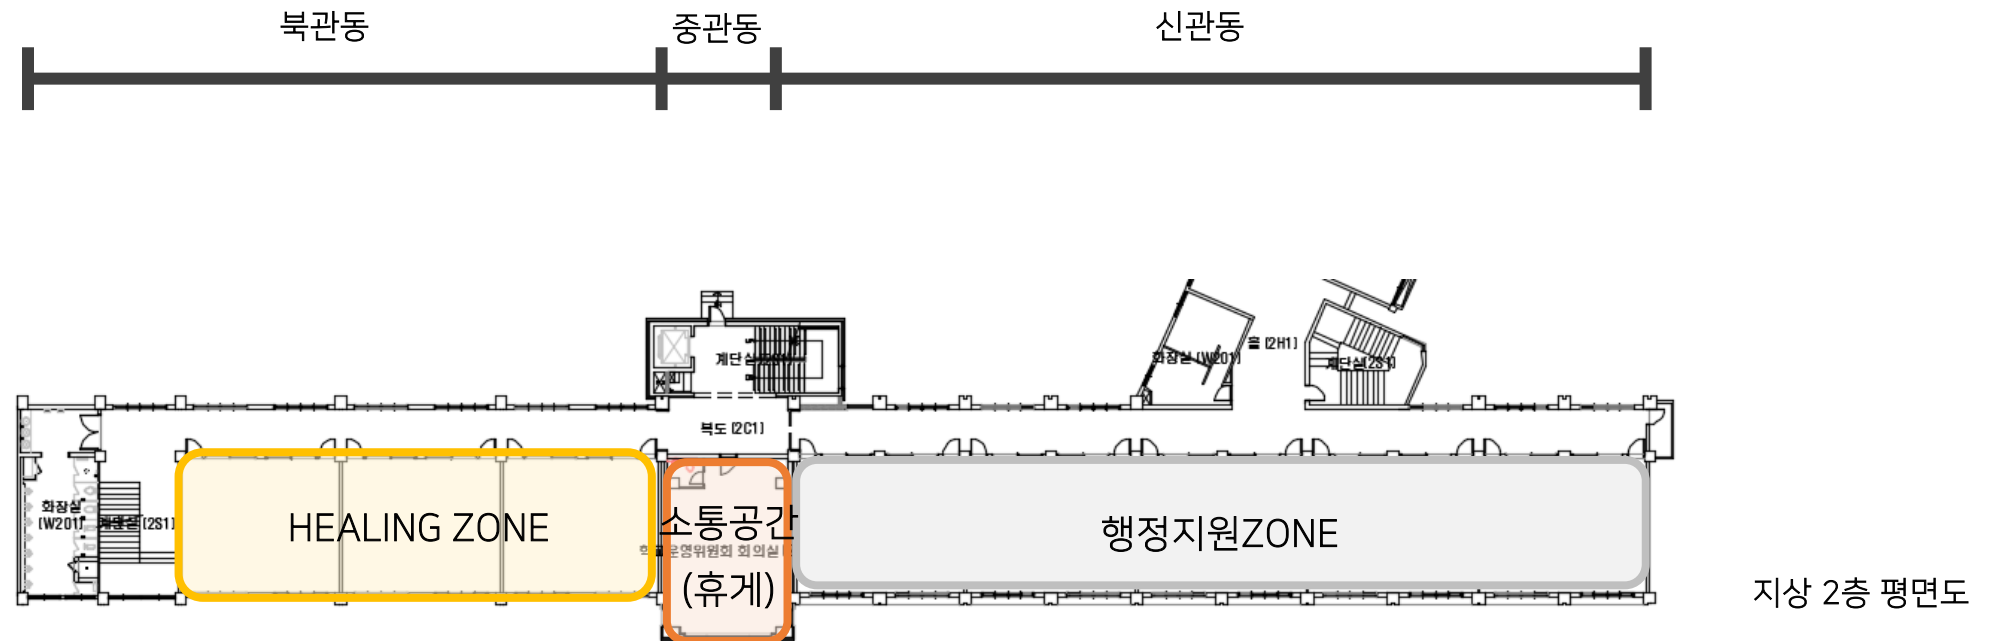 북관동
중관동
신관동
계단실
홀 [2H1]
화장실 [W201]
계단실[2S1]
복도 [2C1]
화장실
[W201]
계단실 [2S1]
HEALING ZONE
소통공간
운영위원회 회의실
(휴게)
행정지원ZONE
지상 2층 평면도